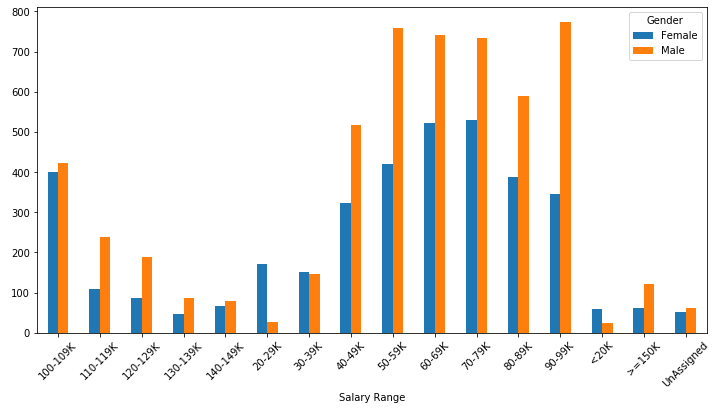 800
700
600
500
400
300
200
100
0
Gender
Female
Male
100-109K
110-119K
120-129K
130-139K
140-149K
20-29K
30-39K
40-49K
50-59K
60-69K
70-79K
80-89K
90-99K
<20K
>=150K
UnAssigned
Salary Range